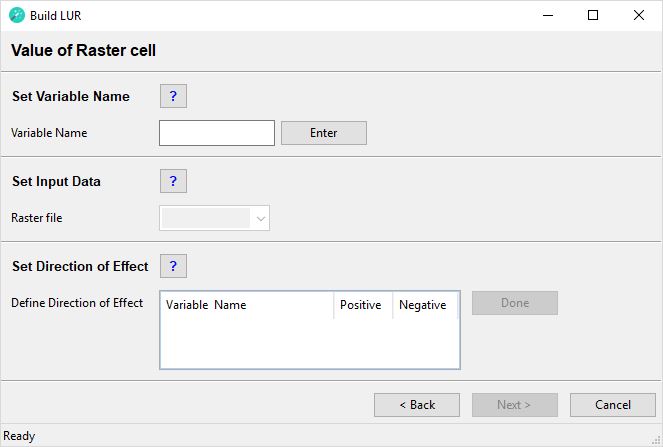 Build LUR
Value of Raster cell
Set Variable Name ?
Variable Name Enter
Set Input Data ?
Raster file
Set Direction of Effect ?
Define Direction of Effect Variable Name Positive Negative Done
< Back Next > Cancel
Ready